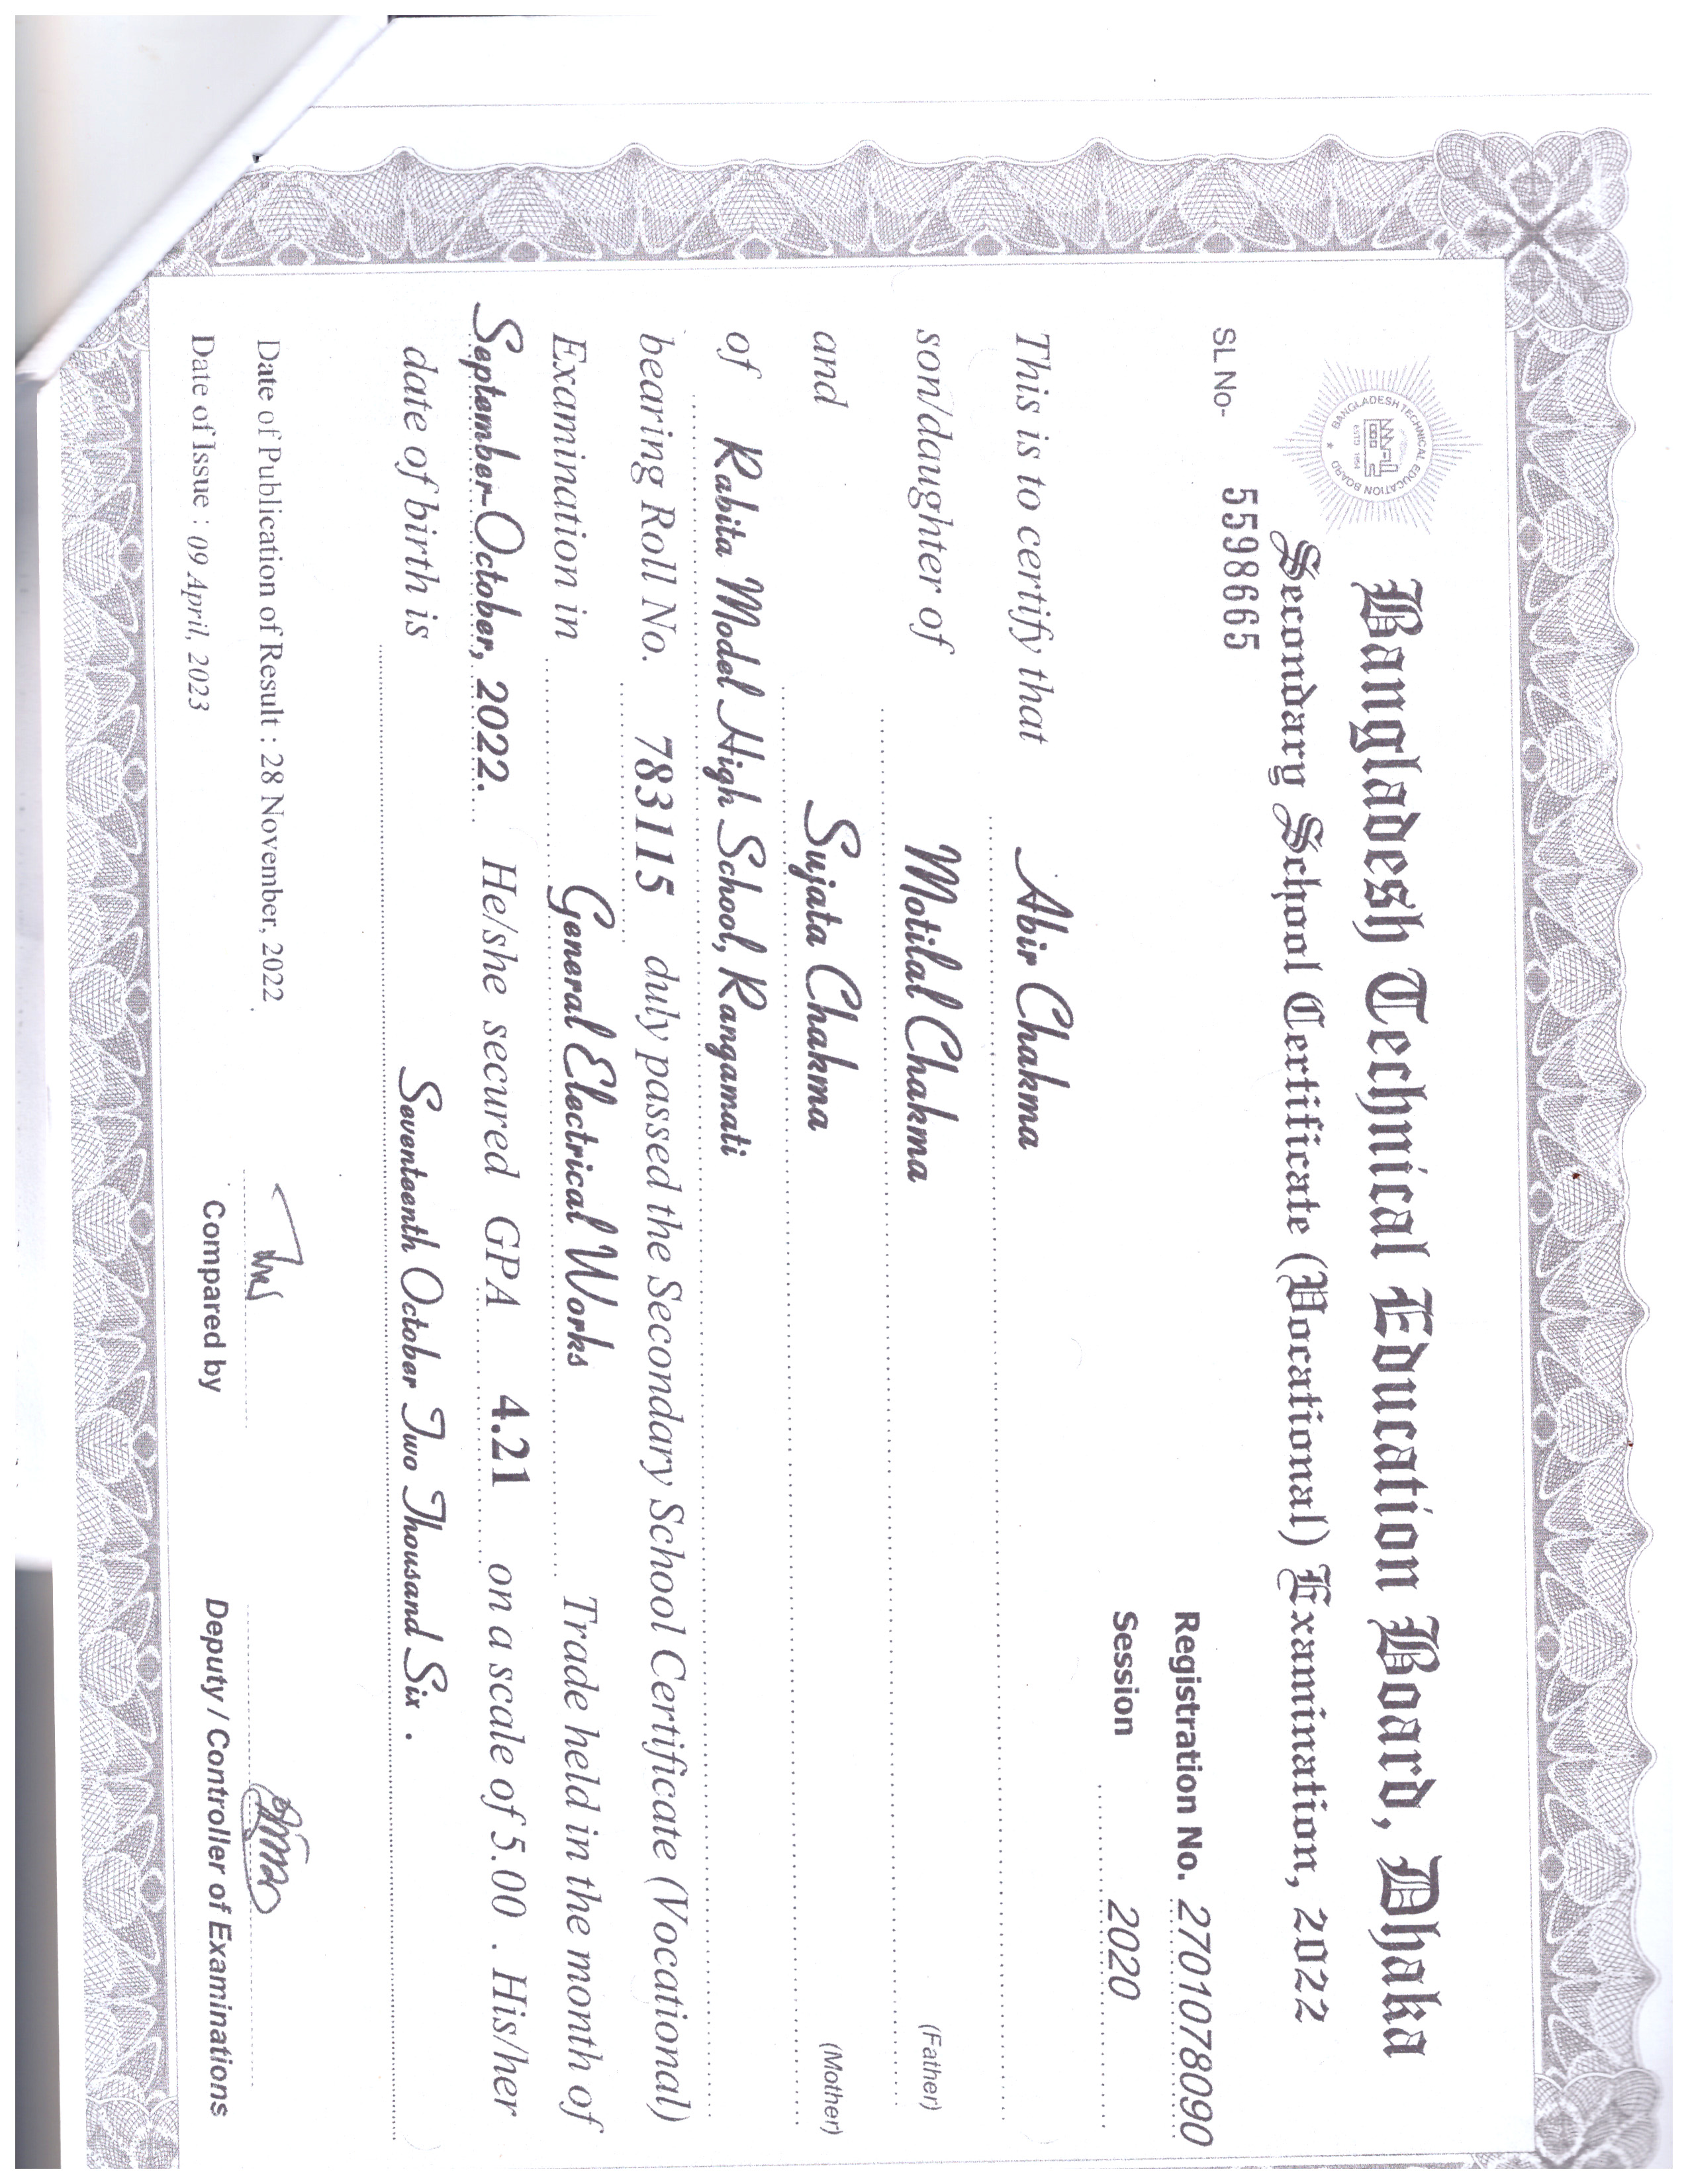 Bangladesh Technical Education Board, Dhaka
Secondary School Certificate (Vocational) Examination, 2022
BANGLADESH TECHNICAL EDUCATION BOARD
ESTD 1954
SL No- 5598665
Registration No. 2701078090
Session 2020
This is to certify that Abir Chakma
son/daughter of Motilal Chakma (Father)
and Sujata Chakma (Mother)
of Rabita Model High School, Rangamati
bearing Roll No. 783115 duly passed the Secondary School Certificate (Vocational)
Examination in General Electrical Works Trade held in the month of
September-October, 2022. He/she secured GPA 4.21 on a scale of 5.00 . His/her
date of birth is Seventeenth October Two Thousand Six .
Date of Publication of Result : 28 November, 2022
Date of Issue : 09 April, 2023
Compared by
Deputy / Controller of Examinations